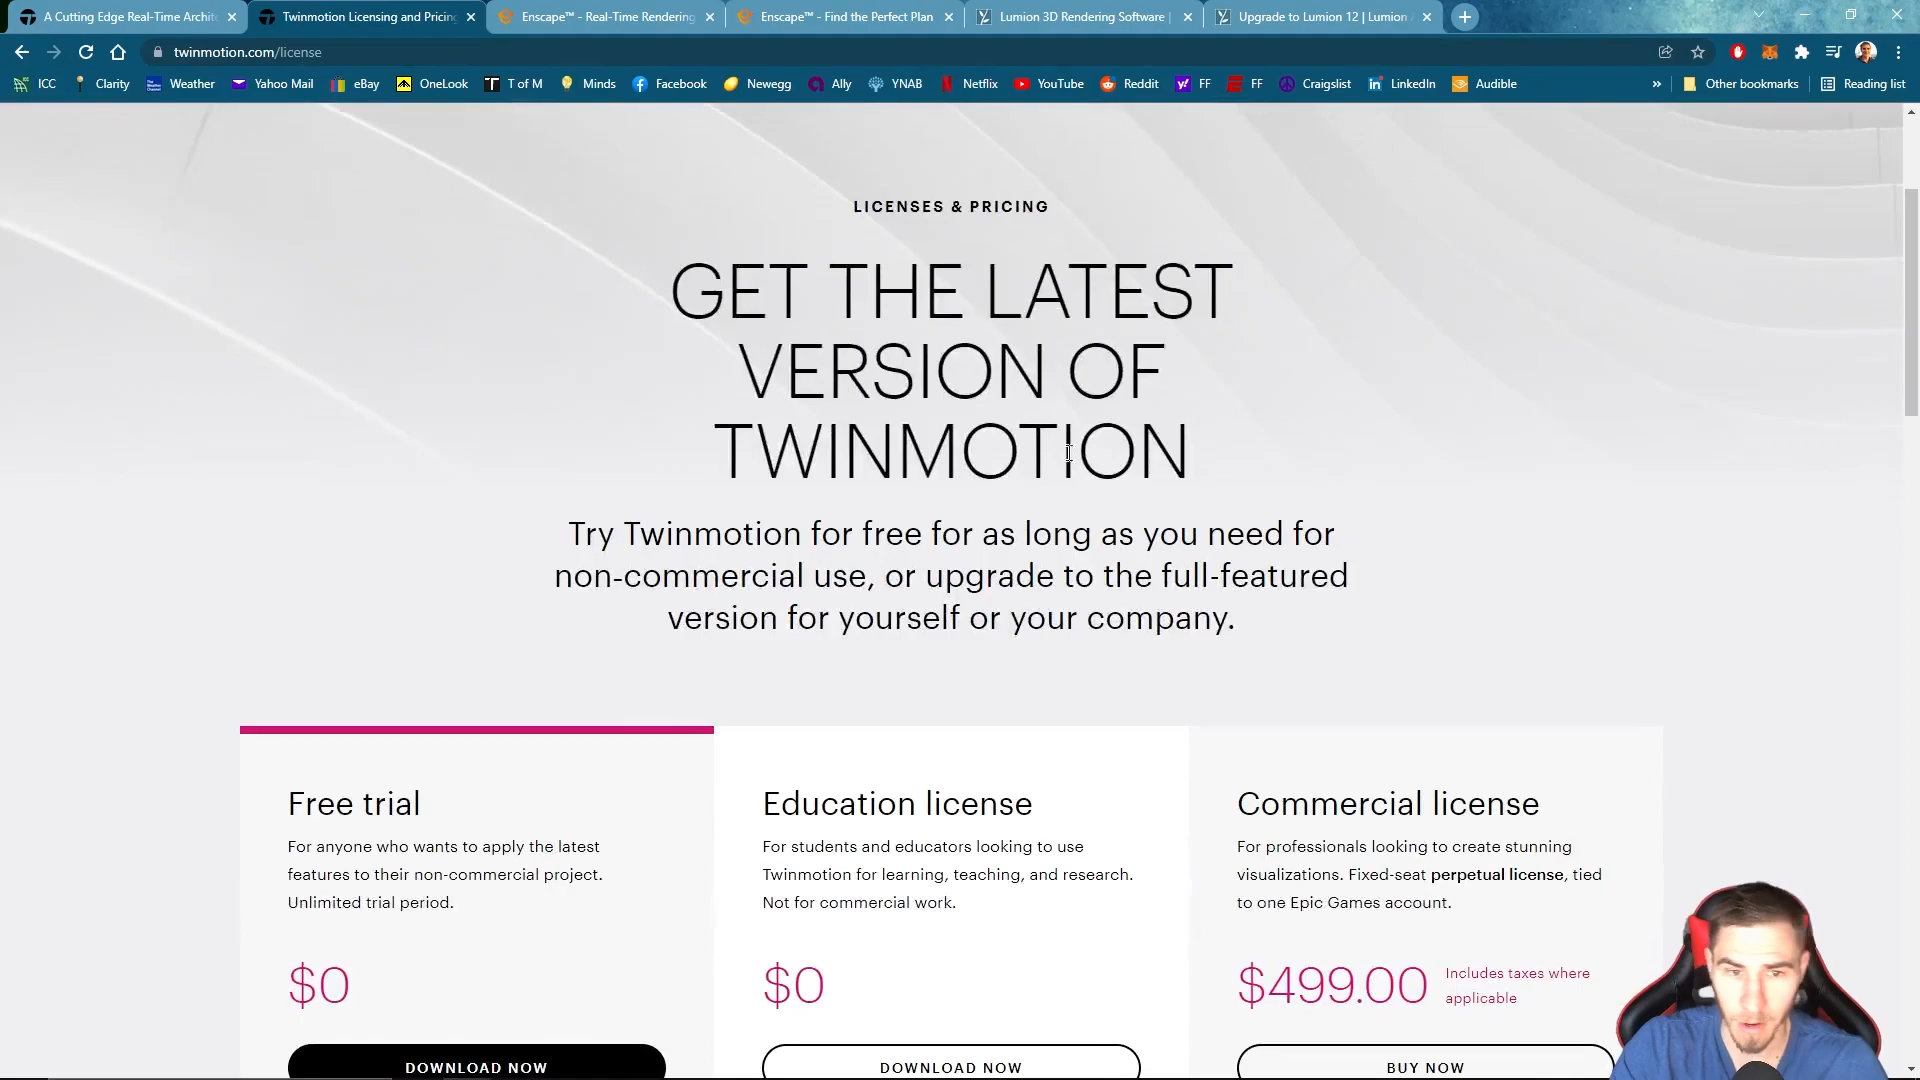 A Cutting Edge Real-Time Archite
Twinmotion Licensing and Pricing
Enscape™ - Real-Time Rendering
Enscape™ - Find the Perfect Plan
Lumion 3D Rendering Software |
Upgrade to Lumion 12 | Lumion
twinmotion.com/license
ICC
Clarity
Weather
Yahoo Mail
eBay
OneLook
T of M
Minds
Facebook
Newegg
Ally
YNAB
Netflix
YouTube
Reddit
FF
FF
Craigslist
LinkedIn
Audible
»
Other bookmarks
Reading list
LICENSES & PRICING
GET THE LATEST
VERSION OF
TWINMOTION
Try Twinmotion for free for as long as you need for
non-commercial use, or upgrade to the full-featured
version for yourself or your company.
Free trial
For anyone who wants to apply the latest
features to their non-commercial project.
Unlimited trial period.
$0
DOWNLOAD NOW
Education license
For students and educators looking to use
Twinmotion for learning, teaching, and research.
Not for commercial work.
$0
DOWNLOAD NOW
Commercial license
For professionals looking to create stunning
visualizations. Fixed-seat perpetual license, tied
to one Epic Games account.
$499.00
Includes taxes where
applicable
BUY NOW